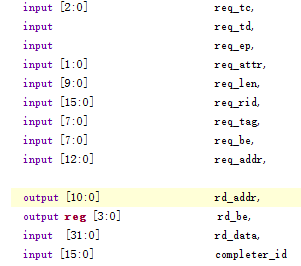 input [2:0] req_tc,
input req_td,
input req_ep,
input [1:0] req_attr,
input [9:0] req_len,
input [15:0] req_rid,
input [7:0] req_tag,
input [7:0] req_be,
input [12:0] req_addr,
output [10:0] rd_addr,
output reg [3:0] rd_be,
input [31:0] rd_data,
input [15:0] completer_id